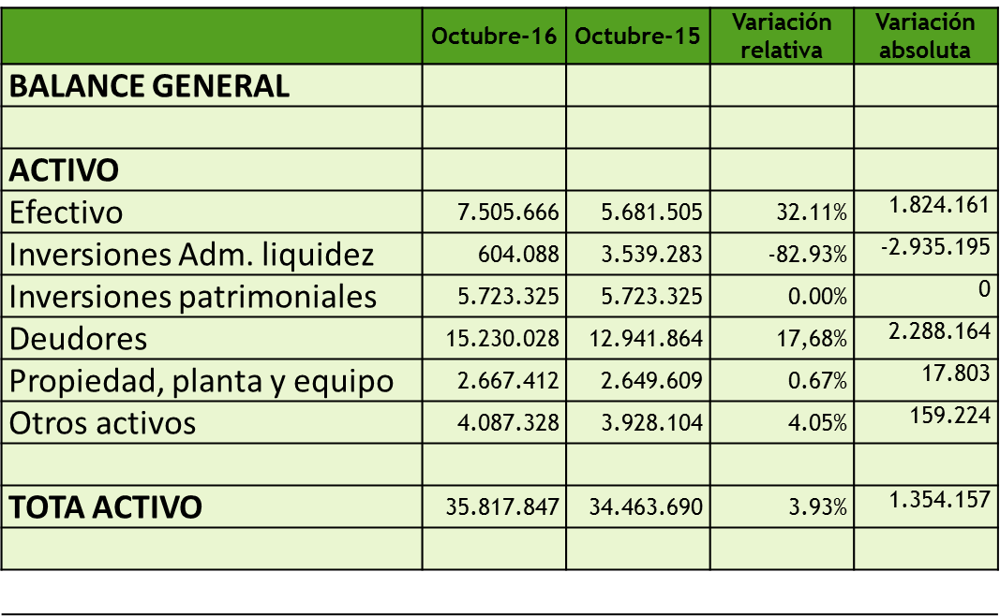 Octubre-16 Octubre-15 Variación relativa Variación absoluta
BALANCE GENERAL
ACTIVO
Efectivo 7.505.666 5.681.505 32.11% 1.824.161
Inversiones Adm. liquidez 604.088 3.539.283 -82.93% -2.935.195
Inversiones patrimoniales 5.723.325 5.723.325 0.00% 0
Deudores 15.230.028 12.941.864 17,68% 2.288.164
Propiedad, planta y equipo 2.667.412 2.649.609 0.67% 17.803
Otros activos 4.087.328 3.928.104 4.05% 159.224
TOTA ACTIVO 35.817.847 34.463.690 3.93% 1.354.157